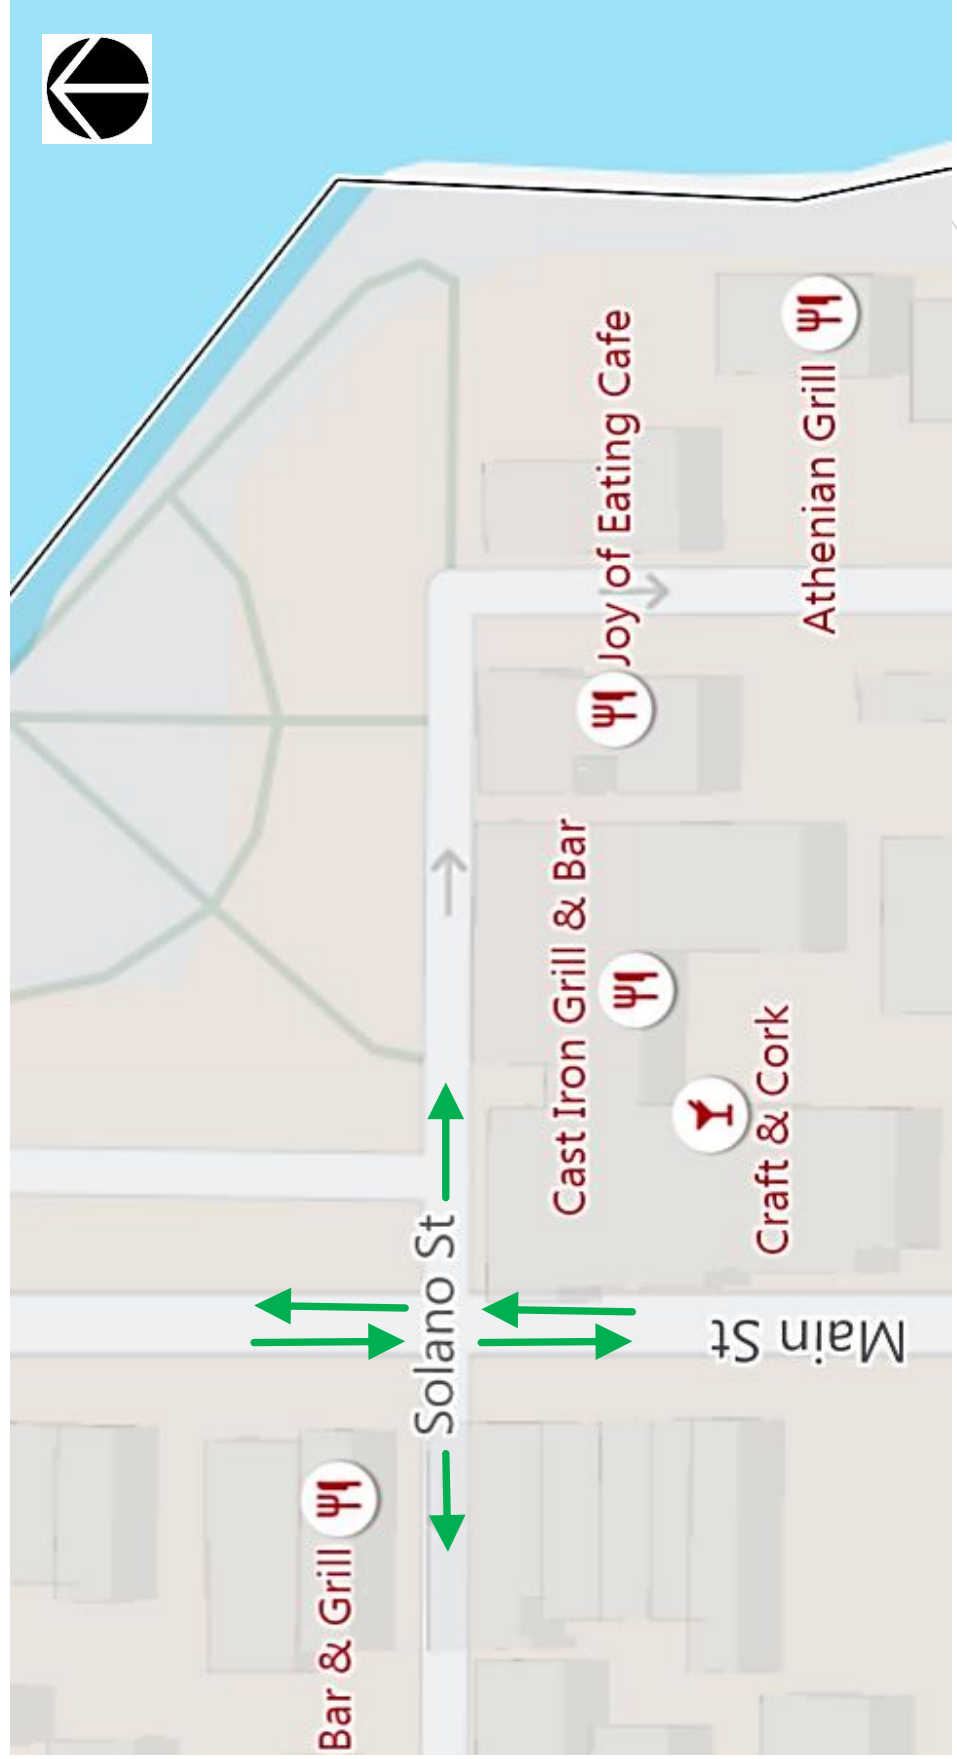 Joy of Eating Cafe
Athenian Grill
Cast Iron Grill & Bar
Craft & Cork
Solano St
Main St
Bar & Grill